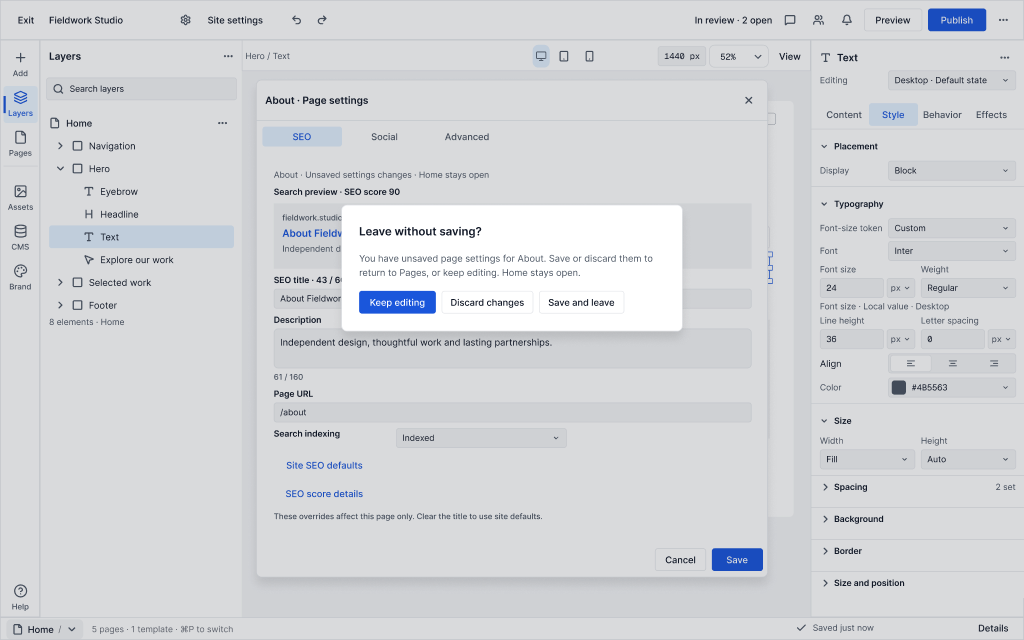 Exit
Fieldwork Studio
Site settings
In review · 2 open
Preview
Publish
Add
Layers
Pages
Assets
CMS
Brand
Help
Layers
Search layers
Home
Navigation
Hero
Eyebrow
Headline
Text
Explore our work
Selected work
Footer
8 elements · Home
Hero / Text
1440 px
52%
View
About · Page settings
SEO
Social
Advanced
About · Unsaved settings changes · Home stays open
Search preview · SEO score 90
fieldwork.studio
About Fieldw
Independent d
SEO title · 43 / 60
About Fieldwor
Description
Independent design, thoughtful work and lasting partnerships.
61 / 160
Page URL
/about
Search indexing
Indexed
Site SEO defaults
SEO score details
These overrides affect this page only. Clear the title to use site defaults.
Cancel
Save
Leave without saving?
You have unsaved page settings for About. Save or discard them to
return to Pages, or keep editing. Home stays open.
Keep editing
Discard changes
Save and leave
Text
Editing
Desktop · Default state
Content
Style
Behavior
Effects
Placement
Display
Block
Typography
Font-size token
Custom
Font
Inter
Font size
Weight
24
px
Regular
Font size · Local value · Desktop
Line height
Letter spacing
36
px
0
px
Align
Color
#4B5563
Size
Width
Height
Fill
Auto
Spacing
2 set
Background
Border
Size and position
Home /
5 pages · 1 template · ⌘P to switch
Saved just now
Details